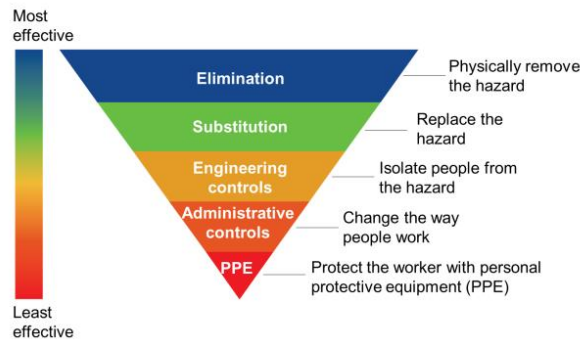 Most
effective
Elimination
Physically remove
the hazard
Substitution
Replace the
hazard
Engineering
controls
Isolate people from
the hazard
Administrative
controls
Change the way
people work
PPE
Protect the worker with personal
protective equipment (PPE)
Least
effective